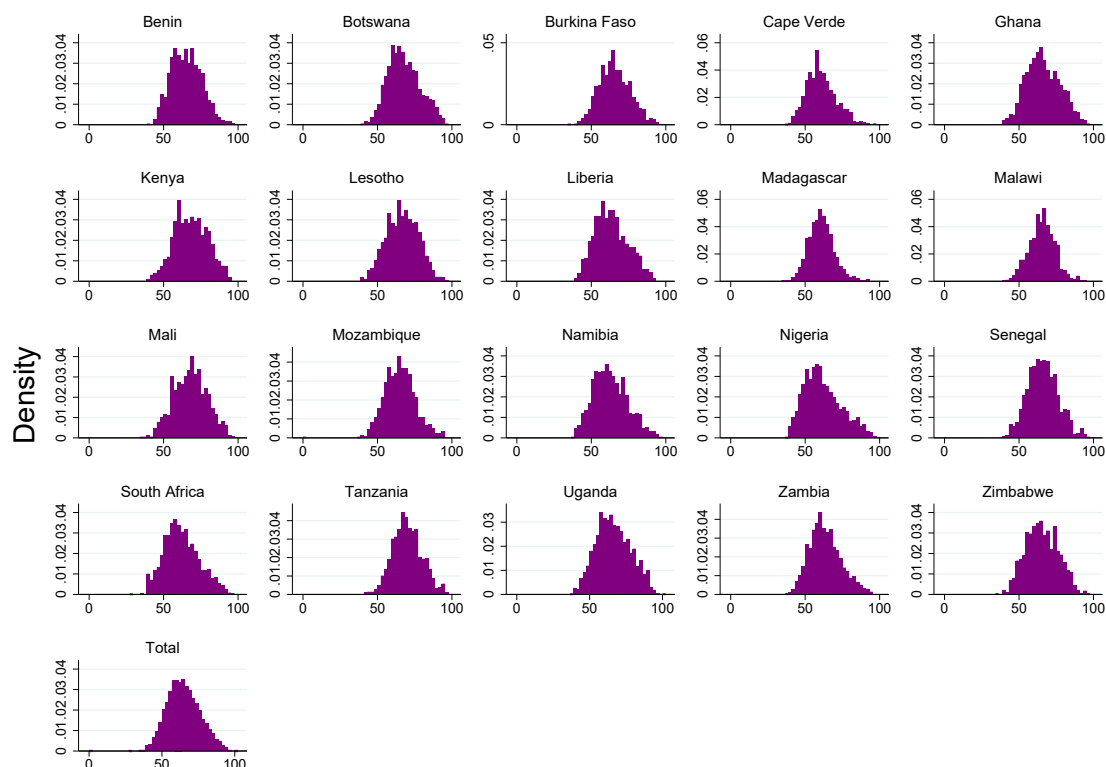 Density
Benin
0 .01 .02 .03 .04
0 50 100
Botswana
0 .01 .02 .03 .04
0 50 100
Burkina Faso
0 .05
0 50 100
Cape Verde
0 .02 .04 .06
0 50 100
Ghana
0 .01 .02 .03 .04
0 50 100
Kenya
0 .01 .02 .03 .04
0 50 100
Lesotho
0 .01 .02 .03 .04
0 50 100
Liberia
0 .01 .02 .03 .04
0 50 100
Madagascar
0 .02 .04 .06
0 50 100
Malawi
0 .02 .04 .06
0 50 100
Mali
0 .01 .02 .03 .04
0 50 100
Mozambique
0 .01 .02 .03 .04
0 50 100
Namibia
0 .01 .02 .03 .04
0 50 100
Nigeria
0 .01 .02 .03 .04
0 50 100
Senegal
0 .01 .02 .03 .04
0 50 100
South Africa
0 .01 .02 .03 .04
0 50 100
Tanzania
0 .01 .02 .03 .04
0 50 100
Uganda
0 .01 .02 .03
0 50 100
Zambia
0 .01 .02 .03 .04
0 50 100
Zimbabwe
0 .01 .02 .03 .04
0 50 100
Total
0 .01 .02 .03 .04
0 50 100